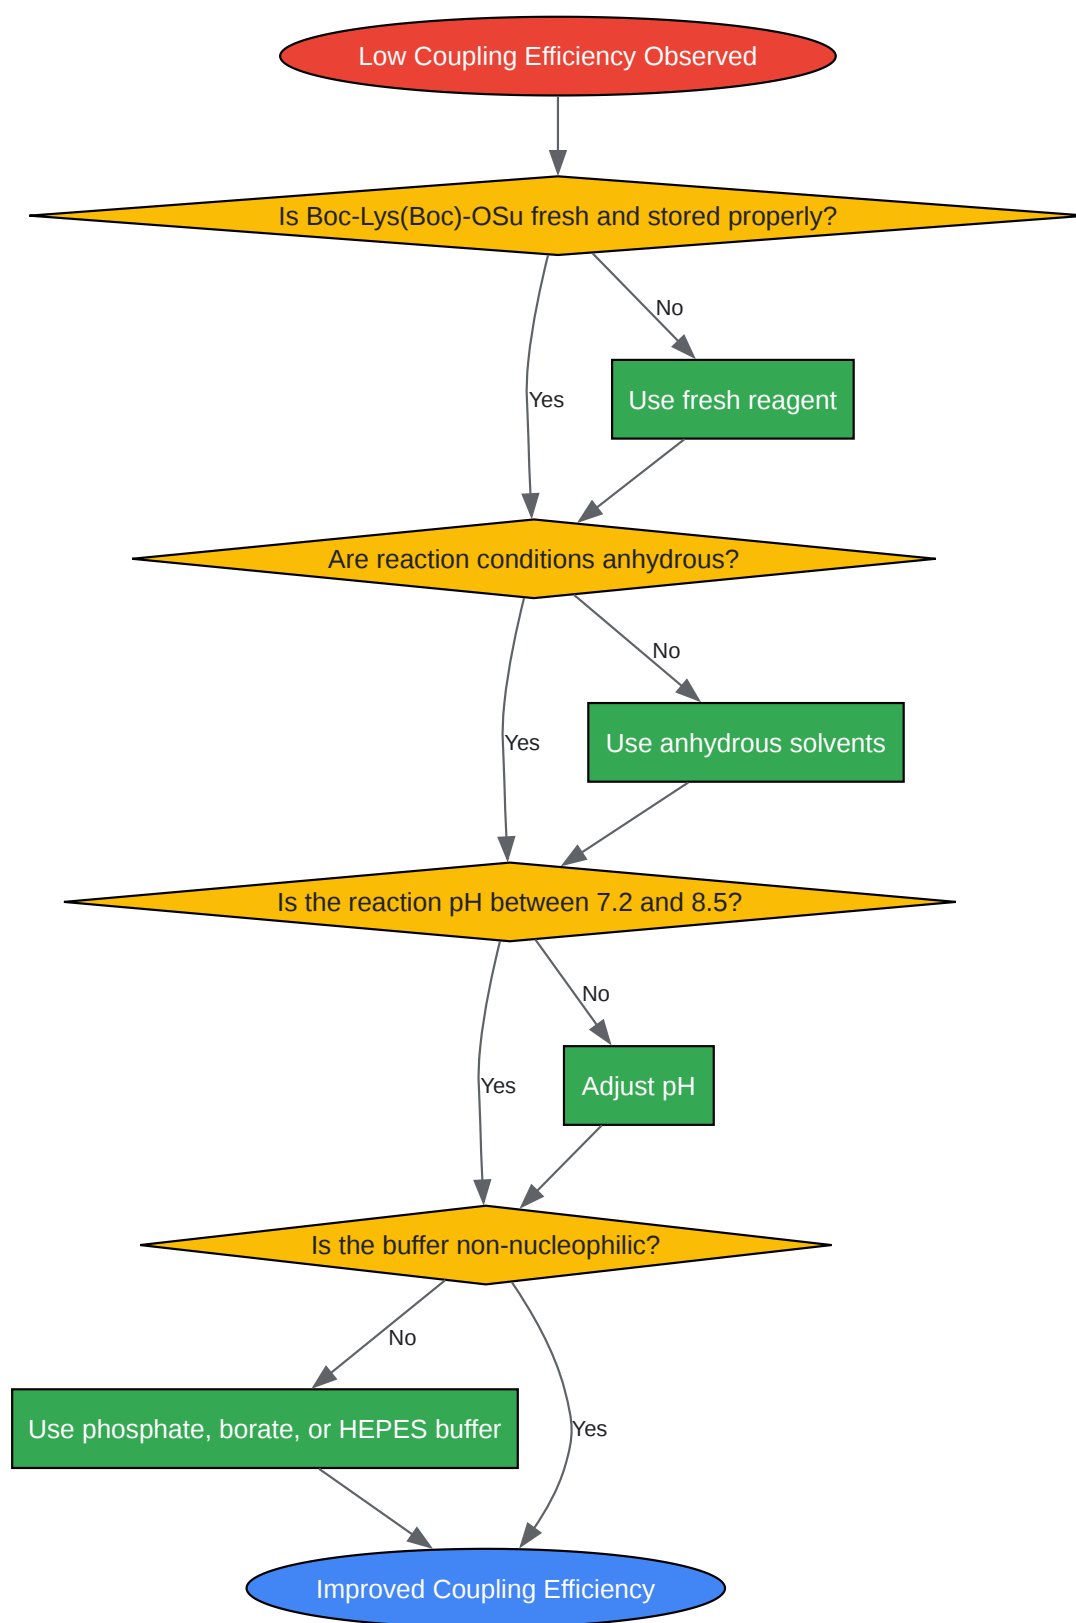 Low Coupling Efficiency Observed
Is Boc-Lys(Boc)-OSu fresh and stored properly?
No
Yes
Use fresh reagent
Are reaction conditions anhydrous?
No
Yes
Use anhydrous solvents
Is the reaction pH between 7.2 and 8.5?
No
Yes
Adjust pH
Is the buffer non-nucleophilic?
No
Use phosphate, borate, or HEPES buffer
Yes
Improved Coupling Efficiency